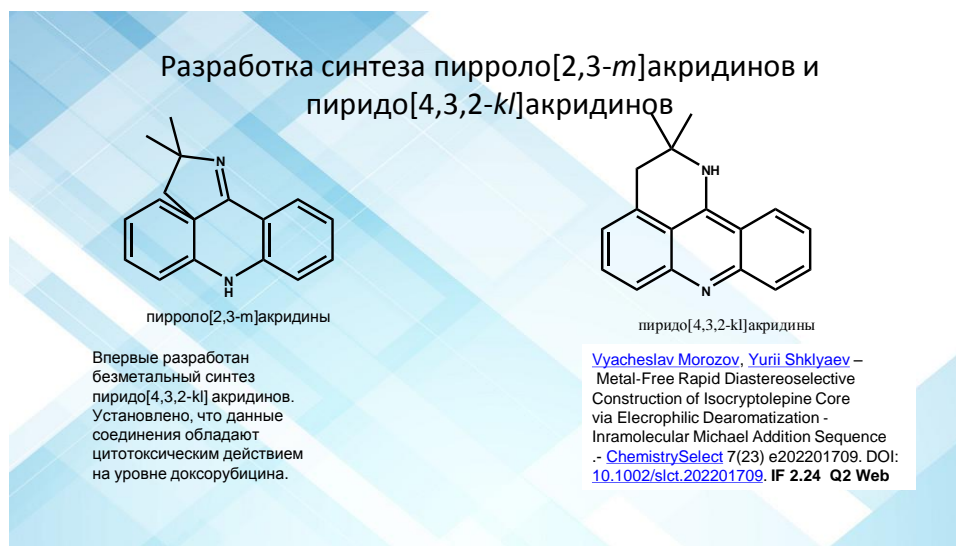 Разработка синтеза пирроло[2,3-m]акридинов и
пиридо[4,3,2-kl]акридинов
N
N
H
пирроло[2,3-m]акридины
NH
N
пиридо[4,3,2-kl]акридины
Впервые разработан
безметальный синтез
пиридо[4,3,2-kl] акридинов.
Установлено, что данные
соединения обладают
цитотоксическим действием
на уровне доксорубицина.
Vyacheslav Morozov, Yurii Shklyaev –
Metal-Free Rapid Diastereoselective
Construction of Isocryptolepine Core
via Elecrophilic Dearomatization -
Inramolecular Michael Addition Sequence
.- ChemistrySelect 7(23) e202201709. DOI:
10.1002/slct.202201709. IF 2.24 Q2 Web